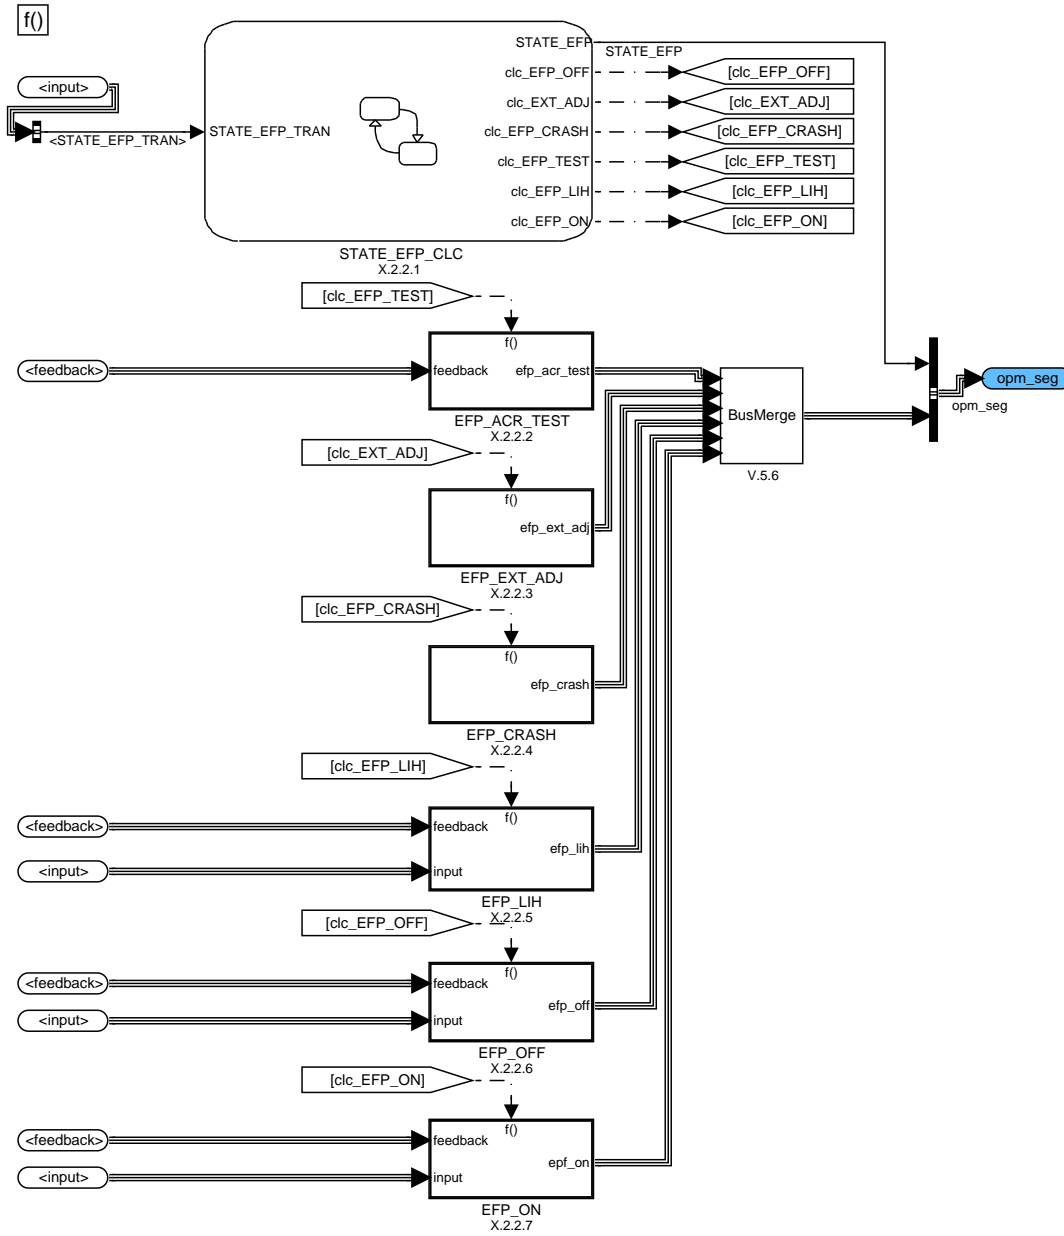 f()
STATE_EFP
STATE_EFP
<input>
clc_EFP_OFF
[clc_EFP_OFF]
clc_EXT_ADJ
[clc_EXT_ADJ]
<STATE_EFP_TRAN>
STATE_EFP_TRAN
clc_EFP_CRASH
[clc_EFP_CRASH]
clc_EFP_TEST
[clc_EFP_TEST]
clc_EFP_LIH
[clc_EFP_LIH]
clc_EFP_ON
[clc_EFP_ON]
STATE_EFP_CLC
X.2.2.1
[clc_EFP_TEST]
f()
<feedback>
feedback
efp_acr_test
EFP_ACR_TEST
X.2.2.2
BusMerge
V.5.6
opm_seg
opm_seg
[clc_EXT_ADJ]
f()
efp_ext_adj
EFP_EXT_ADJ
X.2.2.3
[clc_EFP_CRASH]
f()
efp_crash
EFP_CRASH
X.2.2.4
[clc_EFP_LIH]
f()
<feedback>
feedback
efp_lih
<input>
input
EFP_LIH
X.2.2.5
[clc_EFP_OFF]
f()
<feedback>
feedback
efp_off
<input>
input
EFP_OFF
X.2.2.6
[clc_EFP_ON]
f()
<feedback>
feedback
epf_on
<input>
input
EFP_ON
X.2.2.7